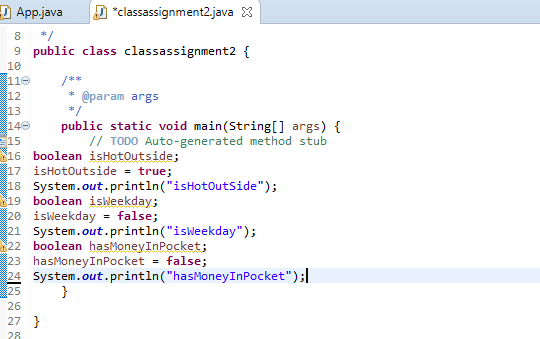 App.java *classassignment2.java
8 */
9 public class classassignment2 {
10
11 /**
12 * @param args
13 */
14 public static void main(String[] args) {
15 // TODO Auto-generated method stub
16 boolean isHotOutside;
17 isHotOutside = true;
18 System.out.println("isHotOutSide");
19 boolean isWeekday;
20 isWeekday = false;
21 System.out.println("isWeekday");
22 boolean hasMoneyInPocket;
23 hasMoneyInPocket = false;
24 System.out.println("hasMoneyInPocket");
25 }
26
27 }
28